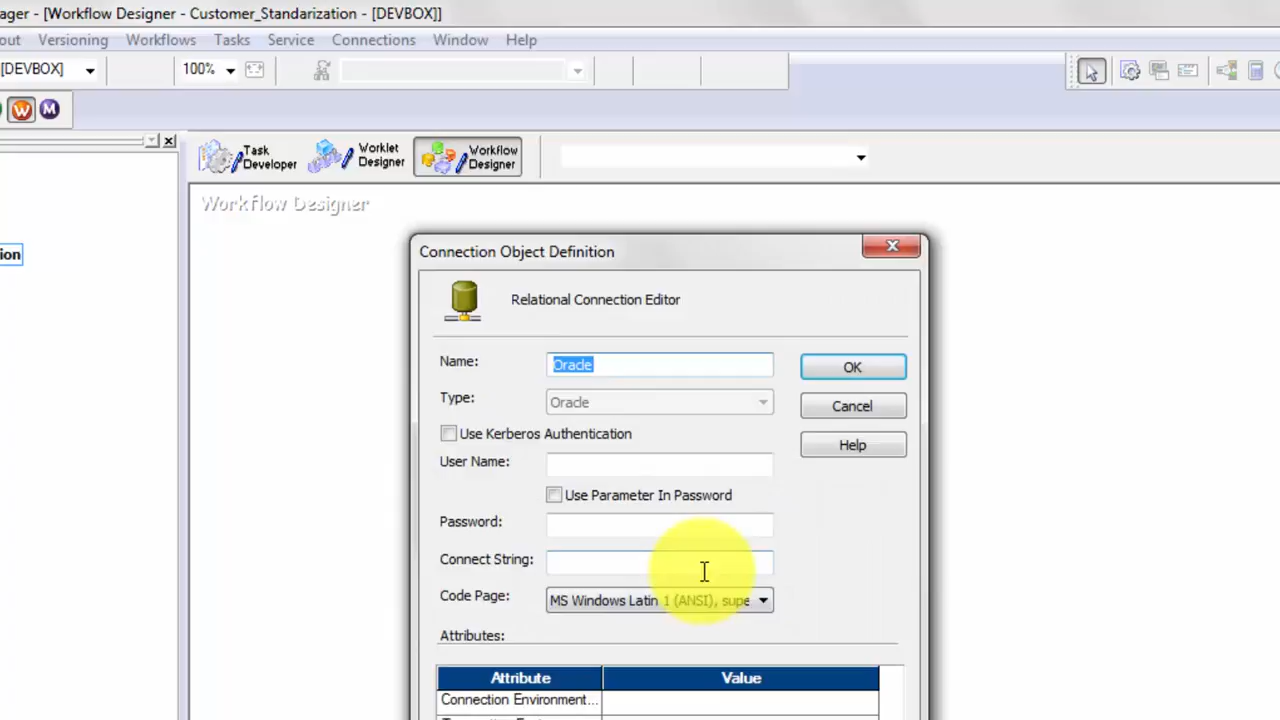 ager - [Workflow Designer - Customer_Standarization - [DEVBOX]]
out Versioning Workflows Tasks Service Connections Window Help
[DEVBOX] 100%
W M
Task Developer Worklet Designer Workflow Designer
Workflow Designer
ion
Connection Object Definition
Relational Connection Editor
Name: Oracle OK
Type: Oracle Cancel
Use Kerberos Authentication Help
User Name:
Use Parameter In Password
Password:
Connect String:
Code Page: MS Windows Latin 1 (ANSI), supe
Attributes:
Attribute Value
Connection Environment...